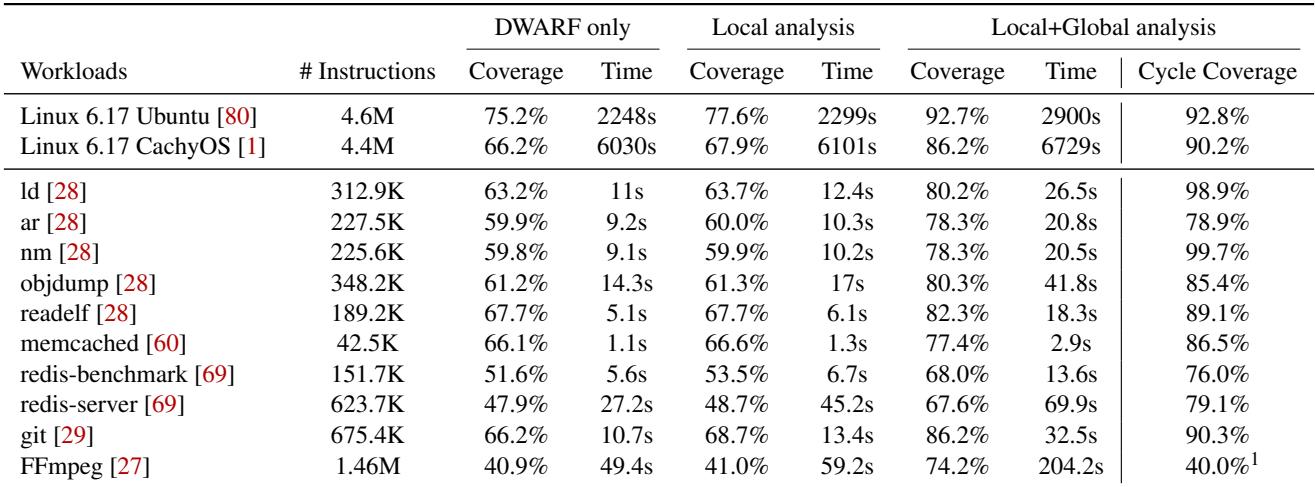 DWARF only Local analysis Local+Global analysis
Workloads # Instructions Coverage Time Coverage Time Coverage Time Cycle Coverage
Linux 6.17 Ubuntu [80] 4.6M 75.2% 2248s 77.6% 2299s 92.7% 2900s 92.8%
Linux 6.17 CachyOS [1] 4.4M 66.2% 6030s 67.9% 6101s 86.2% 6729s 90.2%
ld [28] 312.9K 63.2% 11s 63.7% 12.4s 80.2% 26.5s 98.9%
ar [28] 227.5K 59.9% 9.2s 60.0% 10.3s 78.3% 20.8s 78.9%
nm [28] 225.6K 59.8% 9.1s 59.9% 10.2s 78.3% 20.5s 99.7%
objdump [28] 348.2K 61.2% 14.3s 61.3% 17s 80.3% 41.8s 85.4%
readelf [28] 189.2K 67.7% 5.1s 67.7% 6.1s 82.3% 18.3s 89.1%
memcached [60] 42.5K 66.1% 1.1s 66.6% 1.3s 77.4% 2.9s 86.5%
redis-benchmark [69] 151.7K 51.6% 5.6s 53.5% 6.7s 68.0% 13.6s 76.0%
redis-server [69] 623.7K 47.9% 27.2s 48.7% 45.2s 67.6% 69.9s 79.1%
git [29] 675.4K 66.2% 10.7s 68.7% 13.4s 86.2% 32.5s 90.3%
FFmpeg [27] 1.46M 40.9% 49.4s 41.0% 59.2s 74.2% 204.2s 40.0%¹